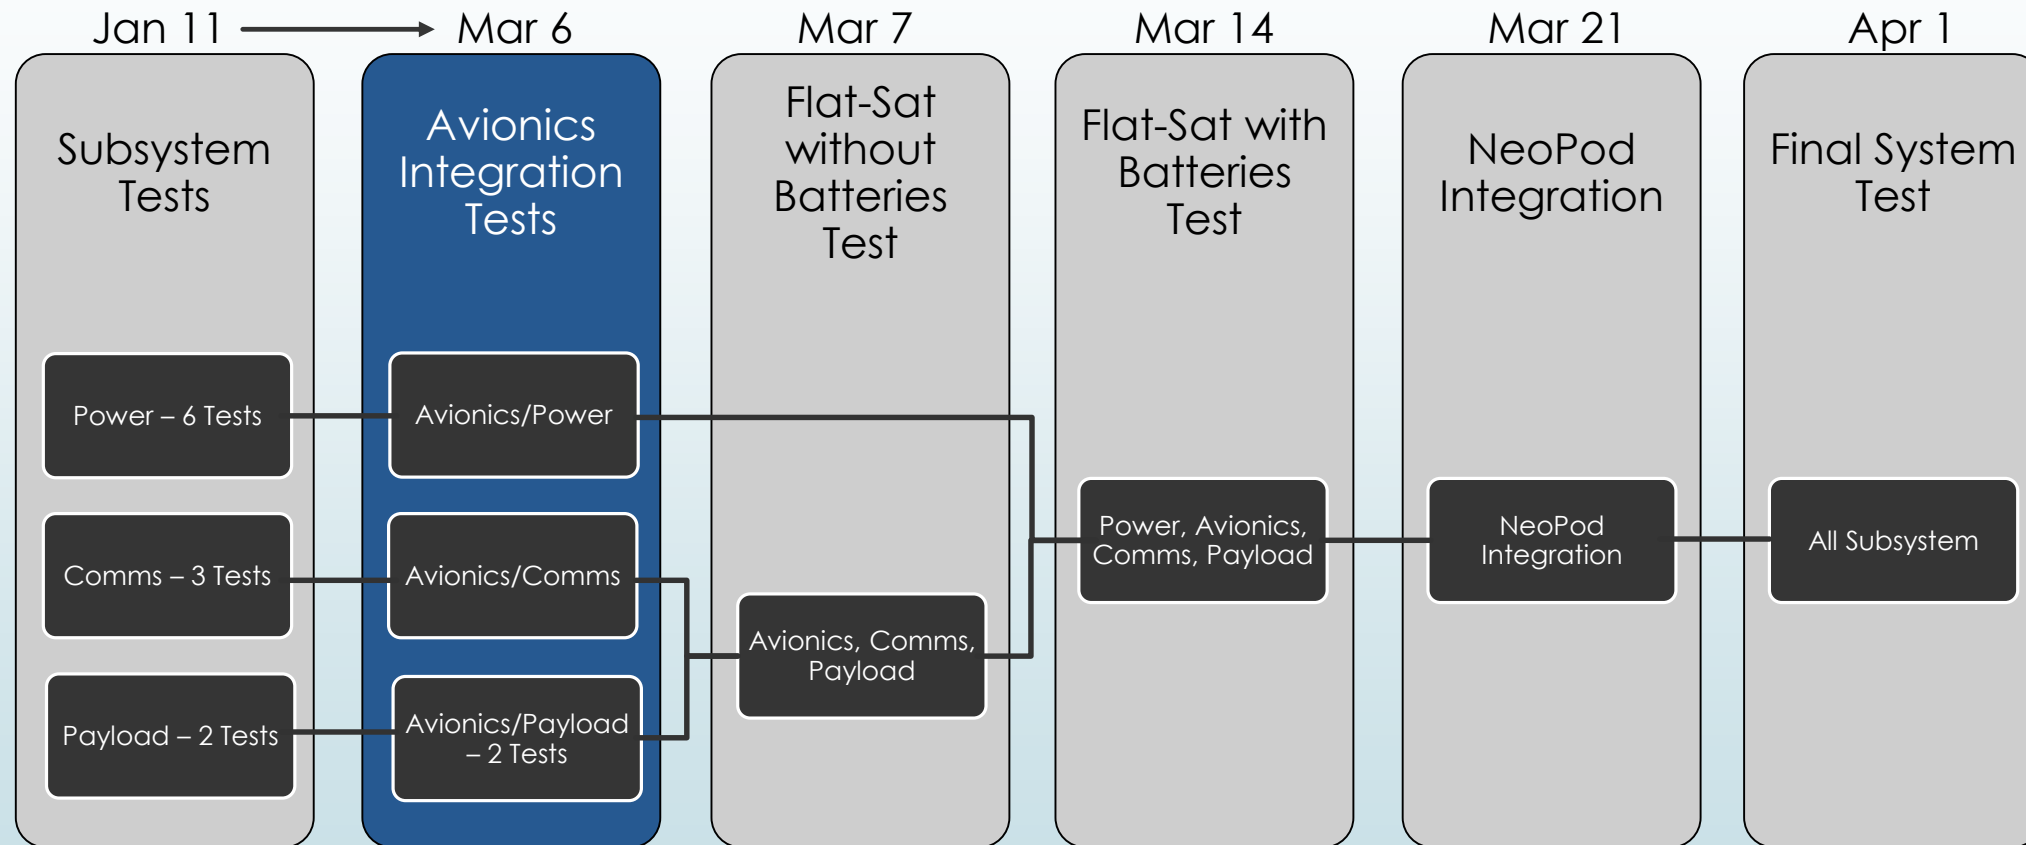 Jan 11
Mar 6
Mar 7
Mar 14
Mar 21
Apr 1
Subsystem
Tests
Avionics
Integration
Tests
Flat-Sat
without
Batteries
Test
Flat-Sat with
Batteries
Test
NeoPod
Integration
Final System
Test
Power – 6 Tests
Comms – 3 Tests
Payload – 2 Tests
Avionics/Power
Avionics/Comms
Avionics/Payload
– 2 Tests
Avionics, Comms,
Payload
Power, Avionics,
Comms, Payload
NeoPod
Integration
All Subsystem